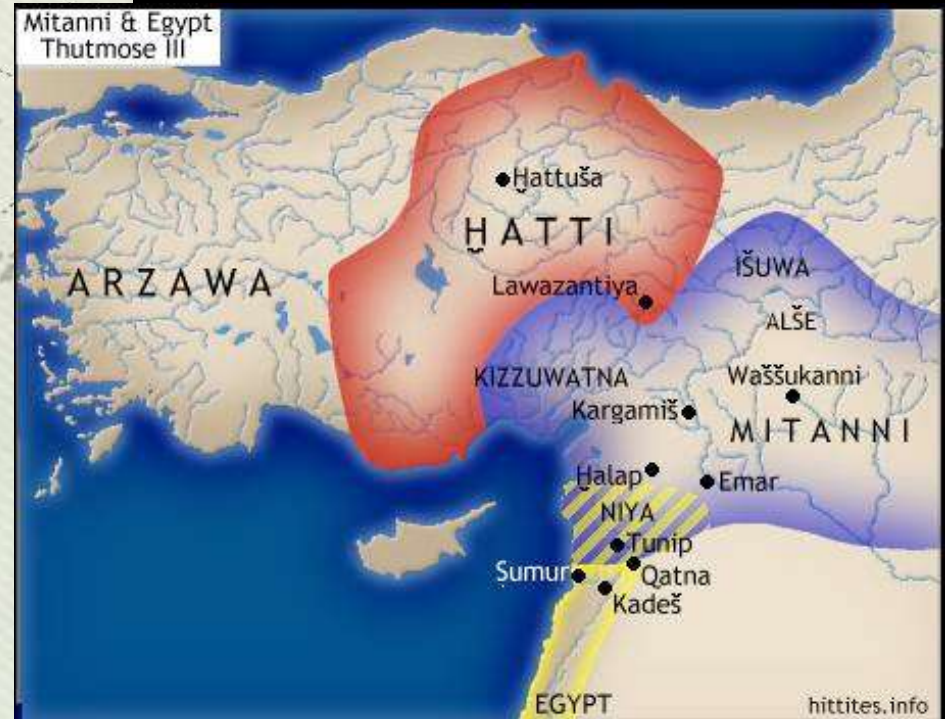 Mitanni & Egypt
Thutmose III
Ḫattuša
ḪATTI
ARZAWA
Lawazantiya
IŠUWA
ALŠE
KIZZUWATNA
Waššukanni
Kargamiš
MITANNI
Ḫalap
Emar
NIYA
Tunip
Sumur
Qatna
Kadeš
EGYPT
hittites.info